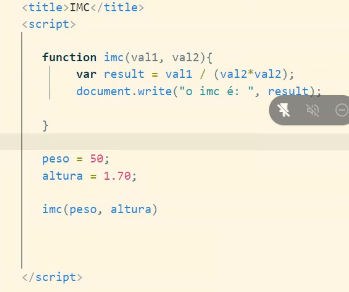 <title>IMC</title>
<script>
function imc(val1, val2){
var result = val1 / (val2*val2);
document.write("o imc é: ", result);
}
peso = 50;
altura = 1.70;
imc(peso, altura)
</script>